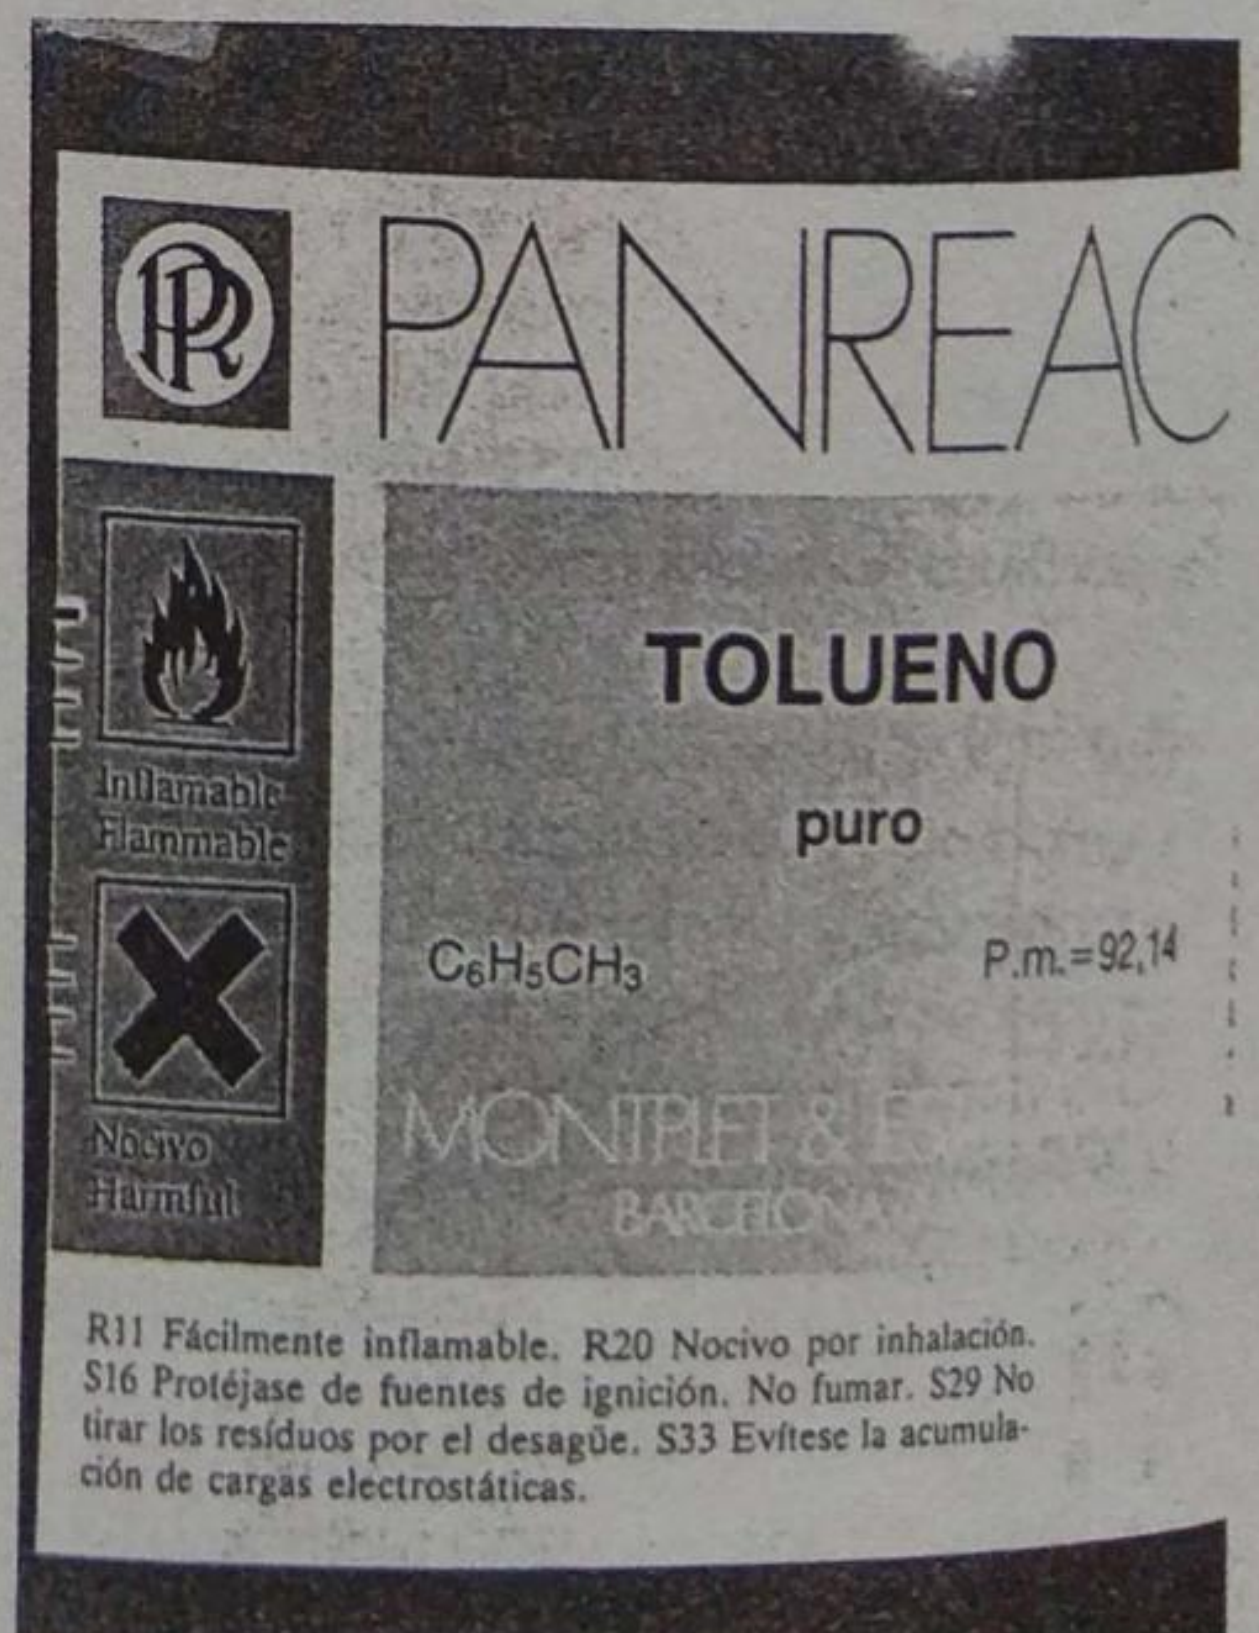 PR
PANREAC
Inflamable
Flammable
TOLUENO
puro
C₆H₅CH₃ P.m.=92,14
Nocivo
Harmful
MONTPLET &
BARCELONA
R11 Fácilmente inflamable. R20 Nocivo por inhalación.
S16 Protéjase de fuentes de ignición. No fumar. S29 No
tirar los resíduos por el desagüe. S33 Evítese la acumula-
ción de cargas electrostáticas.